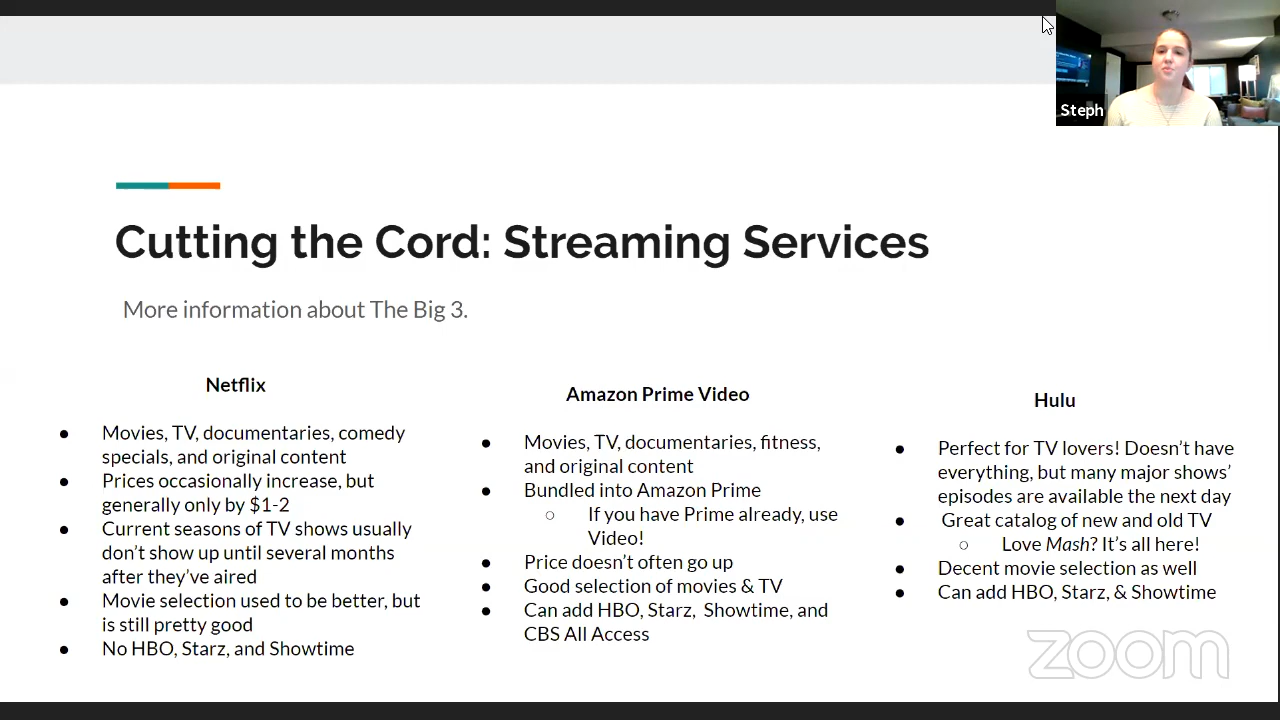 Steph
Cutting the Cord: Streaming Services
More information about The Big 3.
Netflix
● Movies, TV, documentaries, comedy
specials, and original content
● Prices occasionally increase, but
generally only by $1-2
● Current seasons of TV shows usually
don't show up until several months
after they've aired
● Movie selection used to be better, but
is still pretty good
● No HBO, Starz, and Showtime
Amazon Prime Video
● Movies, TV, documentaries, fitness,
and original content
● Bundled into Amazon Prime
○ If you have Prime already, use
Video!
● Price doesn't often go up
● Good selection of movies & TV
● Can add HBO, Starz, Showtime, and
CBS All Access
Hulu
● Perfect for TV lovers! Doesn't have
everything, but many major shows'
episodes are available the next day
● Great catalog of new and old TV
○ Love Mash? It's all here!
● Decent movie selection as well
● Can add HBO, Starz, & Showtime
zoom